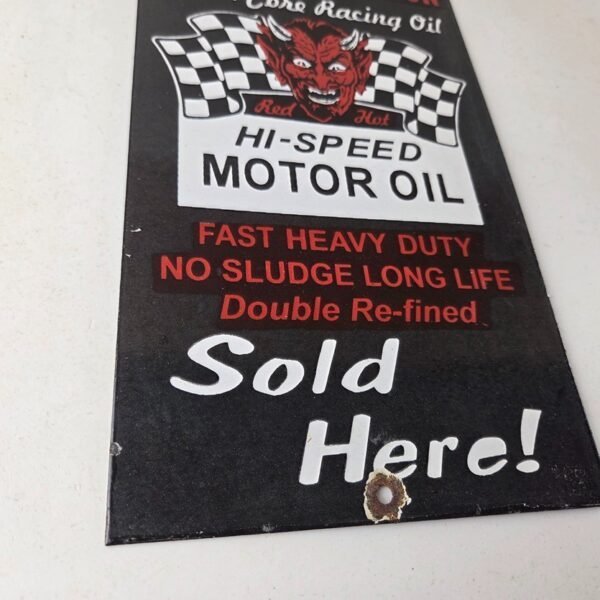 Core Racing Oil
Red Hot
HI-SPEED
MOTOR OIL
FAST HEAVY DUTY
NO SLUDGE LONG LIFE
Double Re-fined
Sold
Here!